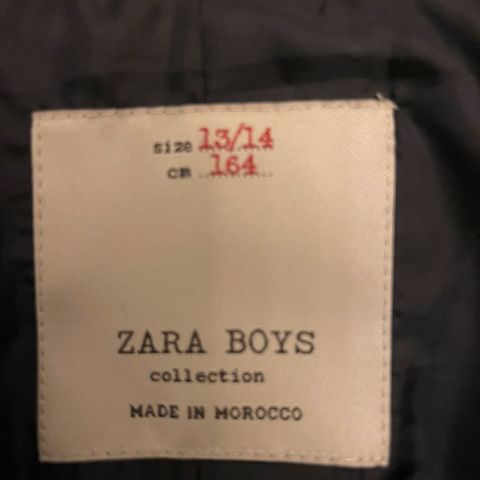 size 13/14
cm 164
ZARA BOYS
collection
MADE IN MOROCCO